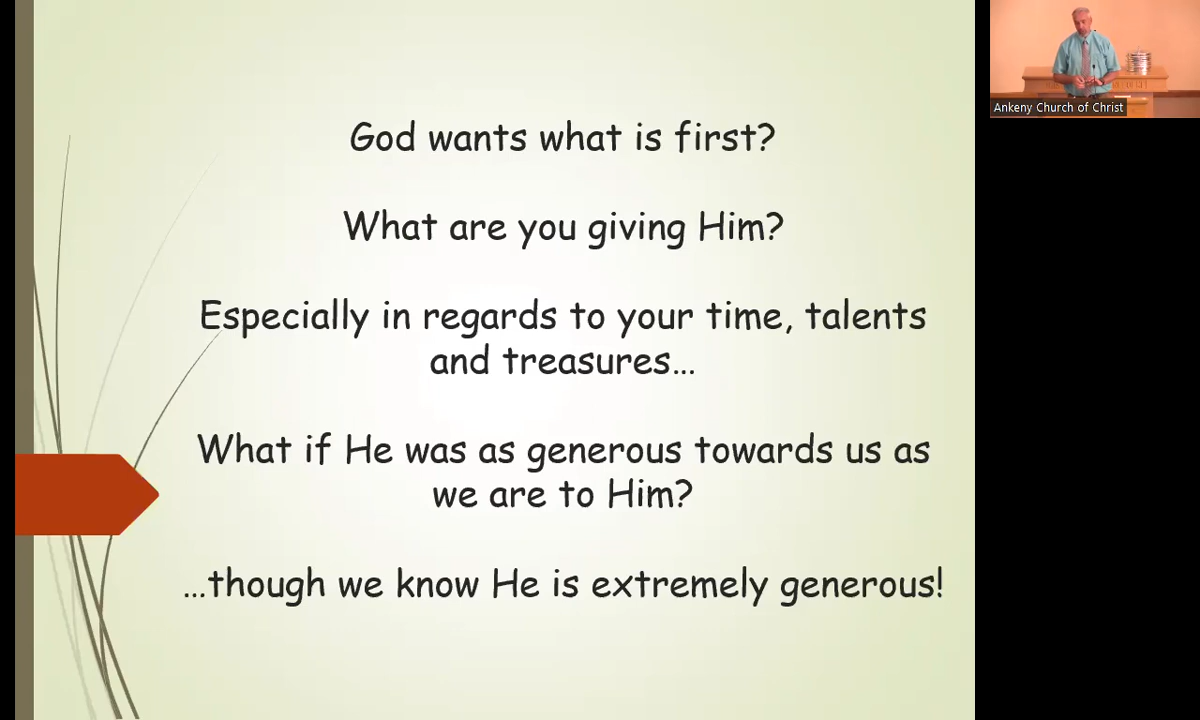 God wants what is first?
What are you giving Him?
Especially in regards to your time, talents
and treasures...
What if He was as generous towards us as
we are to Him?
...though we know He is extremely generous!
Ankeny Church of Christ